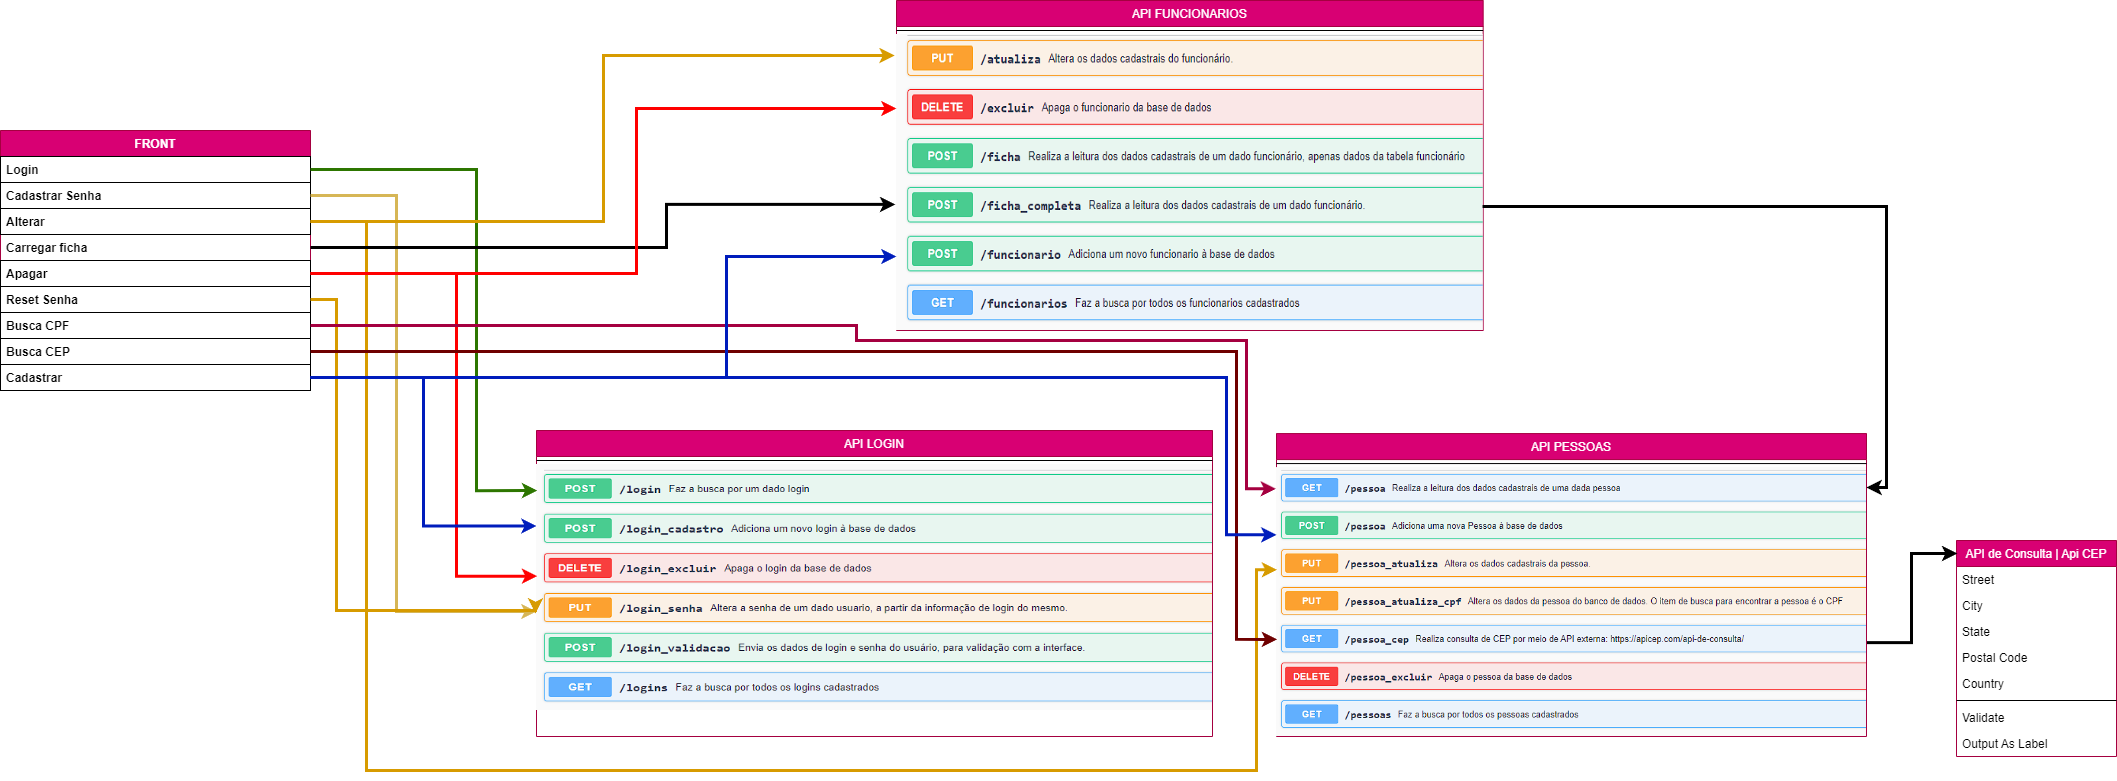 API FUNCIONARIOS
PUT /atualiza Altera os dados cadastrais do funcionário.
DELETE /excluir Apaga o funcionario da base de dados
POST /ficha Realiza a leitura dos dados cadastrais de um dado funcionário, apenas dados da tabela funcionário
POST /ficha_completa Realiza a leitura dos dados cadastrais de um dado funcionário.
POST /funcionario Adiciona um novo funcionario à base de dados
GET /funcionarios Faz a busca por todos os funcionarios cadastrados
FRONT
Login
Cadastrar Senha
Alterar
Carregar ficha
Apagar
Reset Senha
Busca CPF
Busca CEP
Cadastrar
API LOGIN
POST /login Faz a busca por um dado login
POST /login_cadastro Adiciona um novo login à base de dados
DELETE /login_excluir Apaga o login da base de dados
PUT /login_senha Altera a senha de um dado usuario, a partir da informação de login do mesmo.
POST /login_validacao Envia os dados de login e senha do usuário, para validação com a interface.
GET /logins Faz a busca por todos os logins cadastrados
API PESSOAS
GET /pessoa Realiza a leitura dos dados cadastrais de uma dada pessoa
POST /pessoa Adiciona uma nova Pessoa à base de dados
PUT /pessoa_atualiza Altera os dados cadastrais da pessoa.
PUT /pessoa_atualiza_cpf Altera os dados da pessoa do banco de dados. O item de busca para encontrar a pessoa é o CPF
GET /pessoa_cep Realiza consulta de CEP por meio de API externa: https://apicep.com/api-de-consulta/
DELETE /pessoa_excluir Apaga o pessoa da base de dados
GET /pessoas Faz a busca por todos os pessoas cadastrados
API de Consulta | Api CEP
Street
City
State
Postal Code
Country
Validate
Output As Label